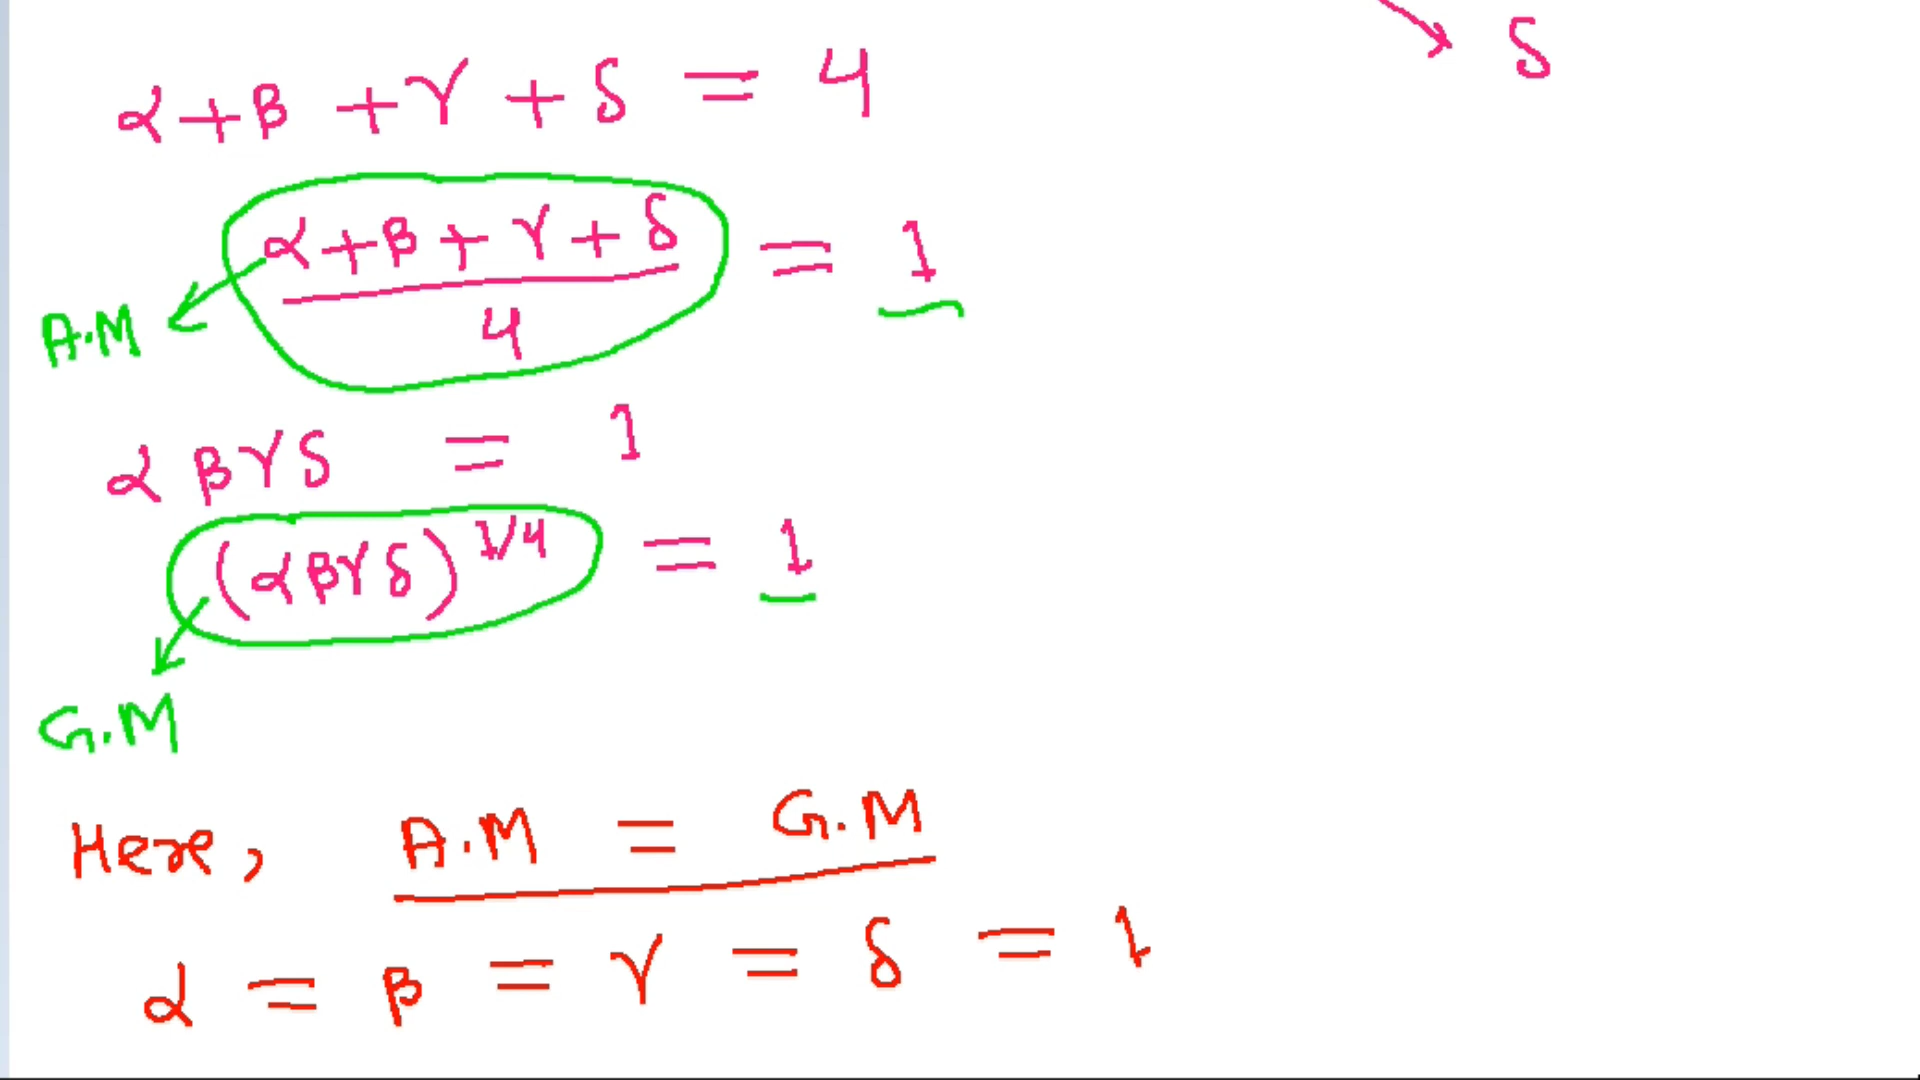 δ
α+β+γ+δ = 4
α+β+γ+δ/4 = 1
A.M
αβγδ = 1
(αβγδ)^1/4 = 1
G.M
Here, A.M = G.M
α = β = γ = δ = 1